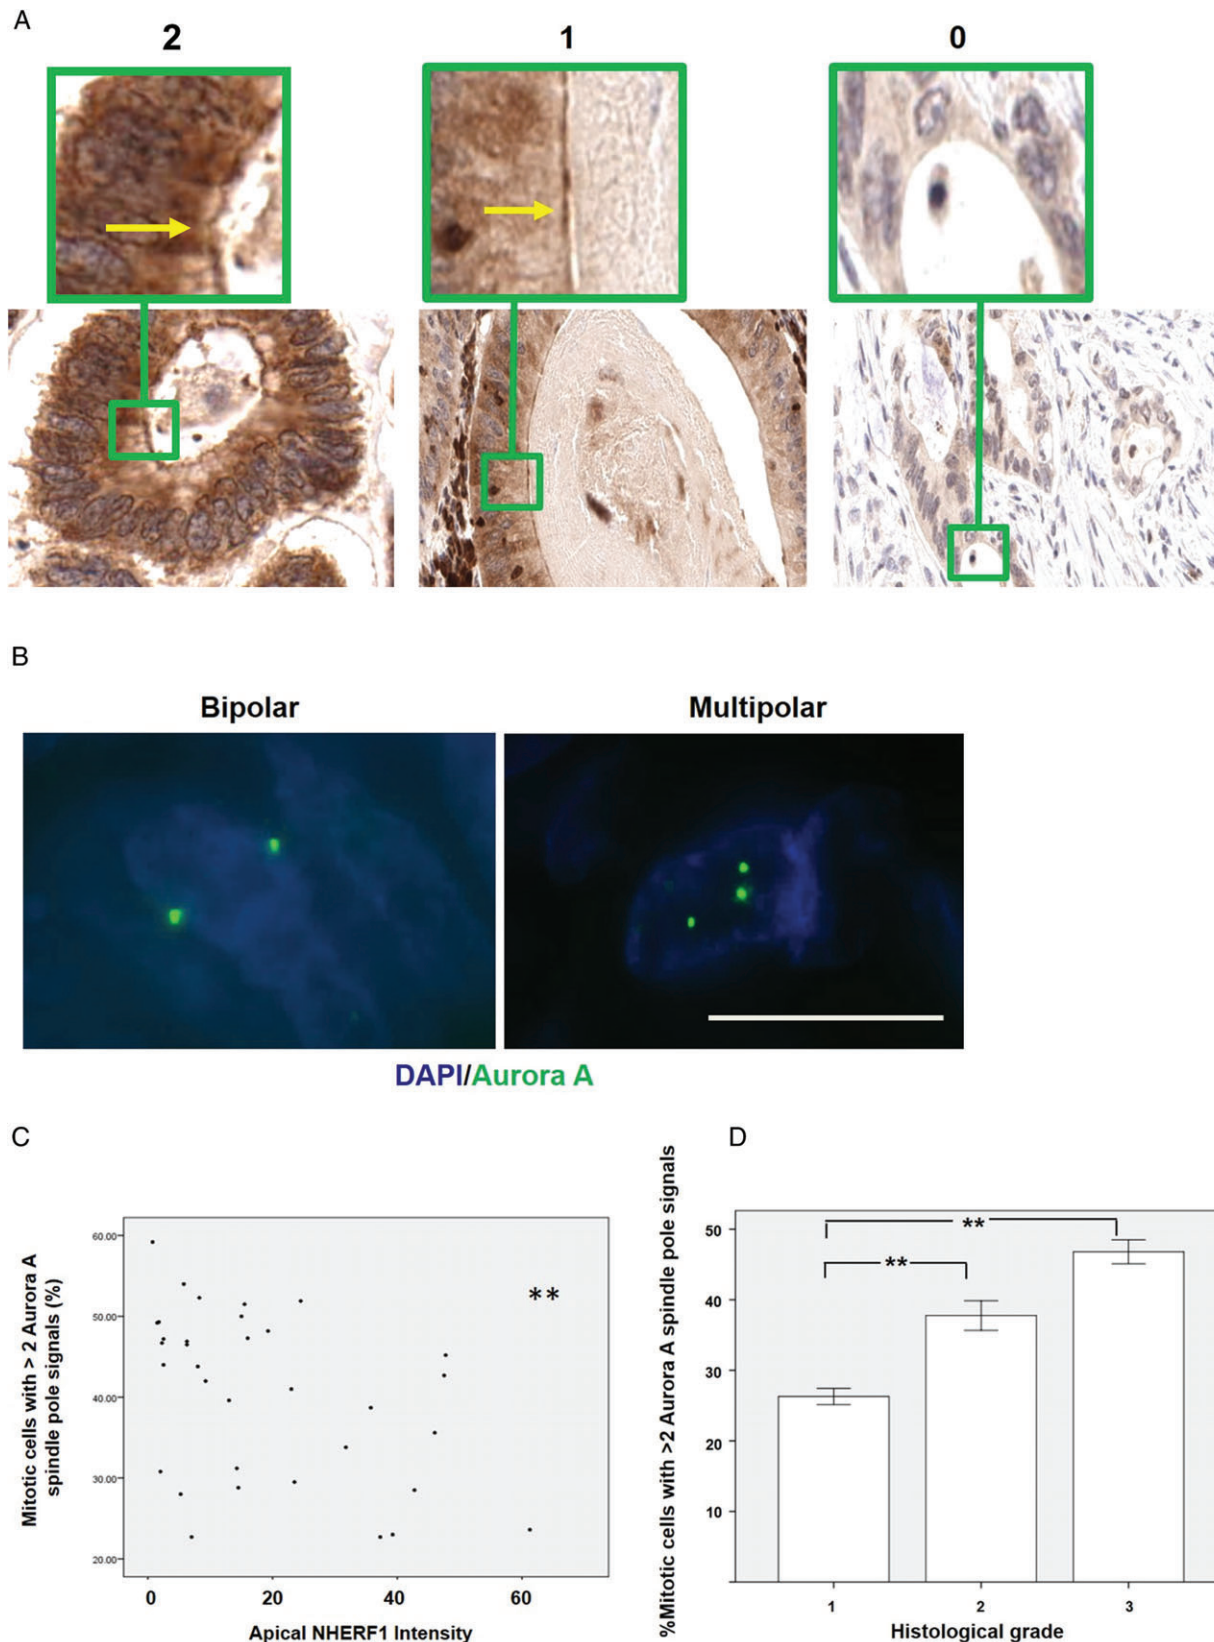 A
2 1 0
B
Bipolar Multipolar
DAPI/Aurora A
C
Mitotic cells with > 2 Aurora A
spindle pole signals (%)
60.00
50.00
40.00
30.00
20.00
**
0 20 40 60
Apical NHERF1 Intensity
D
%Mitotic cells with >2 Aurora A spindle pole signals
50
40
30
20
10
**
**
1 2 3
Histological grade